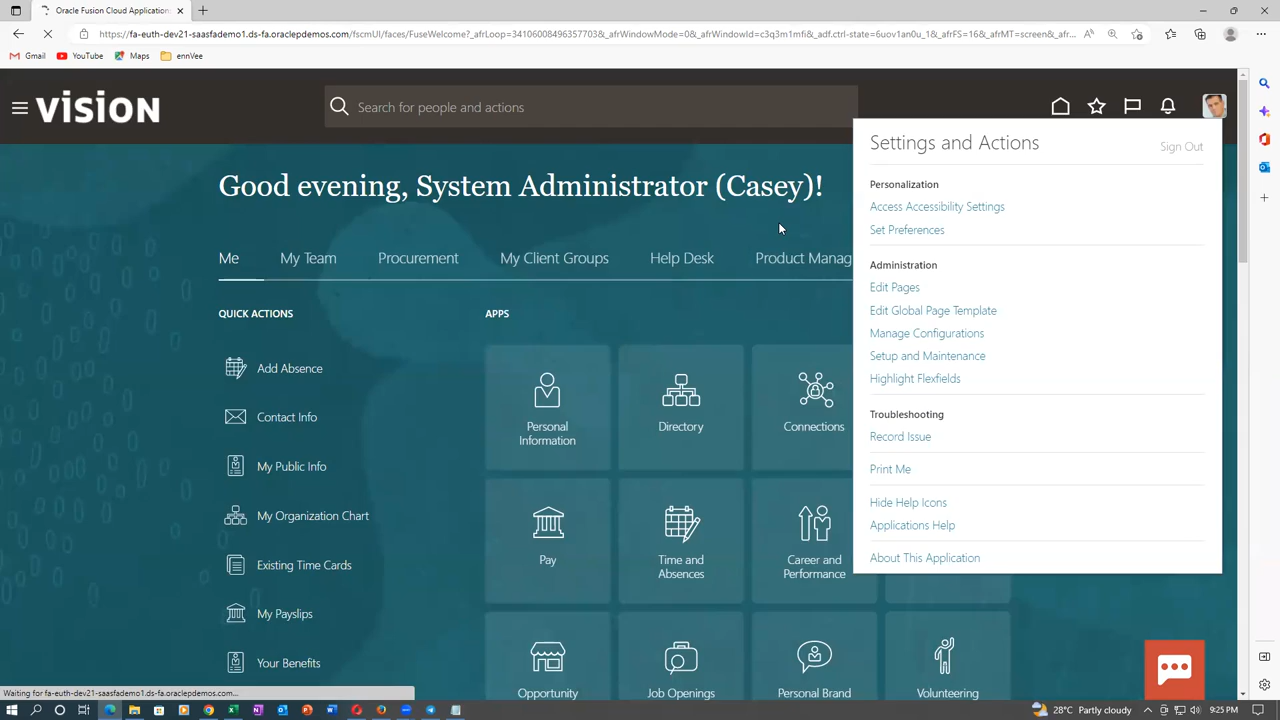 Oracle Fusion Cloud Application
https://fa-euth-dev21-saasfademo1.ds-fa.oraclepdemos.com/fscmUI/faces/FuseWelcome?_afrLoop=34106008496357703&_afrWindowMode=0&_afrWindowId=c3q3m1mfi&_adf.ctrl-state=6uov1an0u_1&_afrFS=16&_afrMT=screen&_afr...
Gmail YouTube Maps ennVee
VISION
Search for people and actions
Settings and Actions
Sign Out
Good evening, System Administrator (Casey)!
Personalization
Access Accessibility Settings
Set Preferences
Me My Team Procurement My Client Groups Help Desk Product Manag
Administration
Edit Pages
Edit Global Page Template
Manage Configurations
Setup and Maintenance
Highlight Flexfields
Troubleshooting
Record Issue
Print Me
Hide Help Icons
Applications Help
About This Application
QUICK ACTIONS
Add Absence
Contact Info
My Public Info
My Organization Chart
Existing Time Cards
My Payslips
Your Benefits
APPS
Personal
Information
Directory
Connections
Pay
Time and
Absences
Career and
Performance
Opportunity
Job Openings
Personal Brand
Volunteering
Waiting for fa-euth-dev21-saasfademo1.ds-fa.oraclepdemos.com...
28°C Partly cloudy
9:25 PM